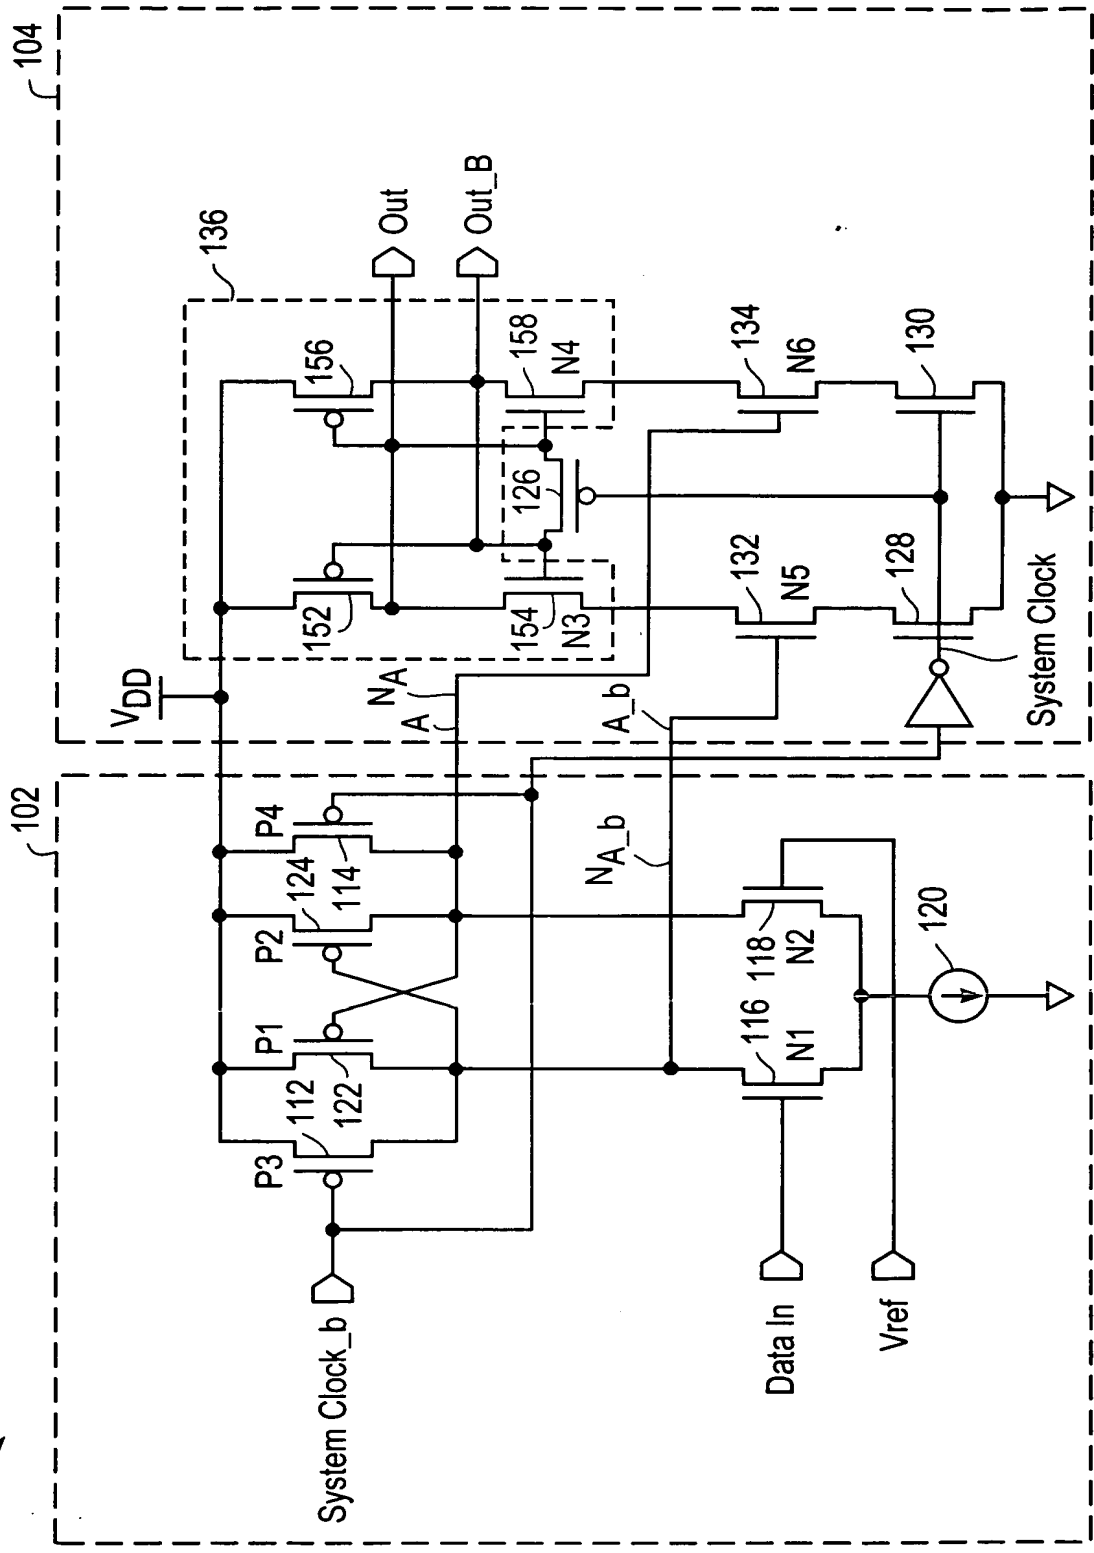 102
104
VDD
P3
112
P1
122
P2
124
P4
114
NA
A
NA_b
A_b
System Clock_b
Data In
Vref
116
N1
118
N2
120
136
152
156
154
N3
126
158
N4
Out
Out_B
132
N5
134
N6
128
130
System Clock